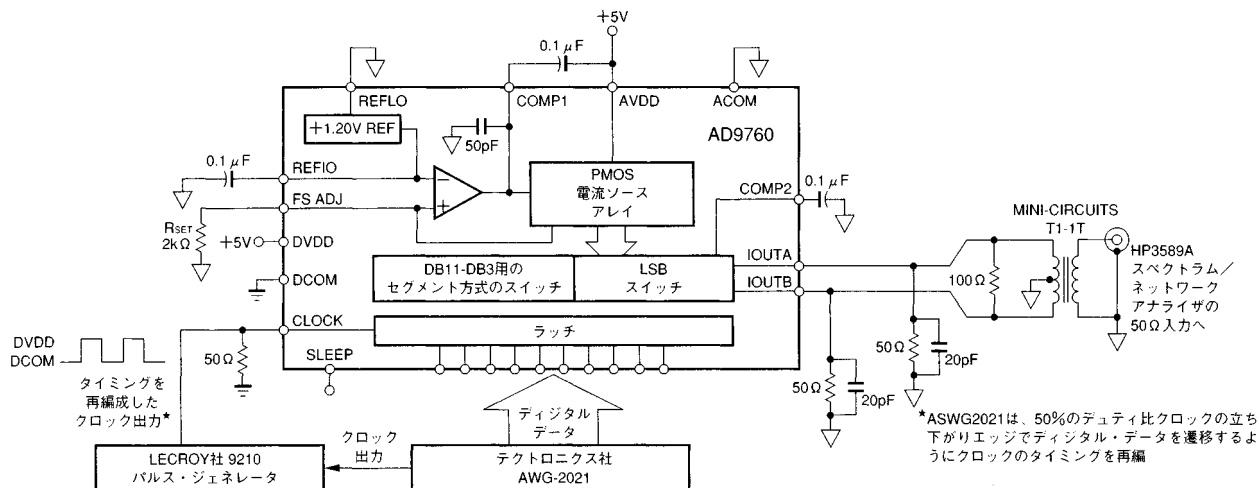 +5V
0.1μF
REFLO
COMP1
AVDD
ACOM
+1.20V REF
50pF
AD9760
0.1μF
REFIO
PMOS
電流ソース
アレイ
COMP2
0.1μF
FS ADJ
RSET
2kΩ
+5V
DVDD
DCOM
DB11-DB3用の
セグメント方式のスイッチ
LSB
スイッチ
IOUTA
IOUTB
MINI-CIRCUITS
T1-1T
100Ω
HP3589A
スペクトラム/
ネットワーク
アナライザの
50Ω入力へ
CLOCK
ラッチ
DVDD
DCOM
50Ω
SLEEP
50Ω
20pF
50Ω
20pF
タイミングを
再編成した
クロック出力*
ディジタル
データ
クロック
出力
LECROY社 9210
パルス・ジェネレータ
テクトロニクス社
AWG-2021
*ASWG2021は、50%のデュティ比クロックの立ち
下がりエッジでディジタル・データを遷移するよ
うにクロックのタイミングを再編